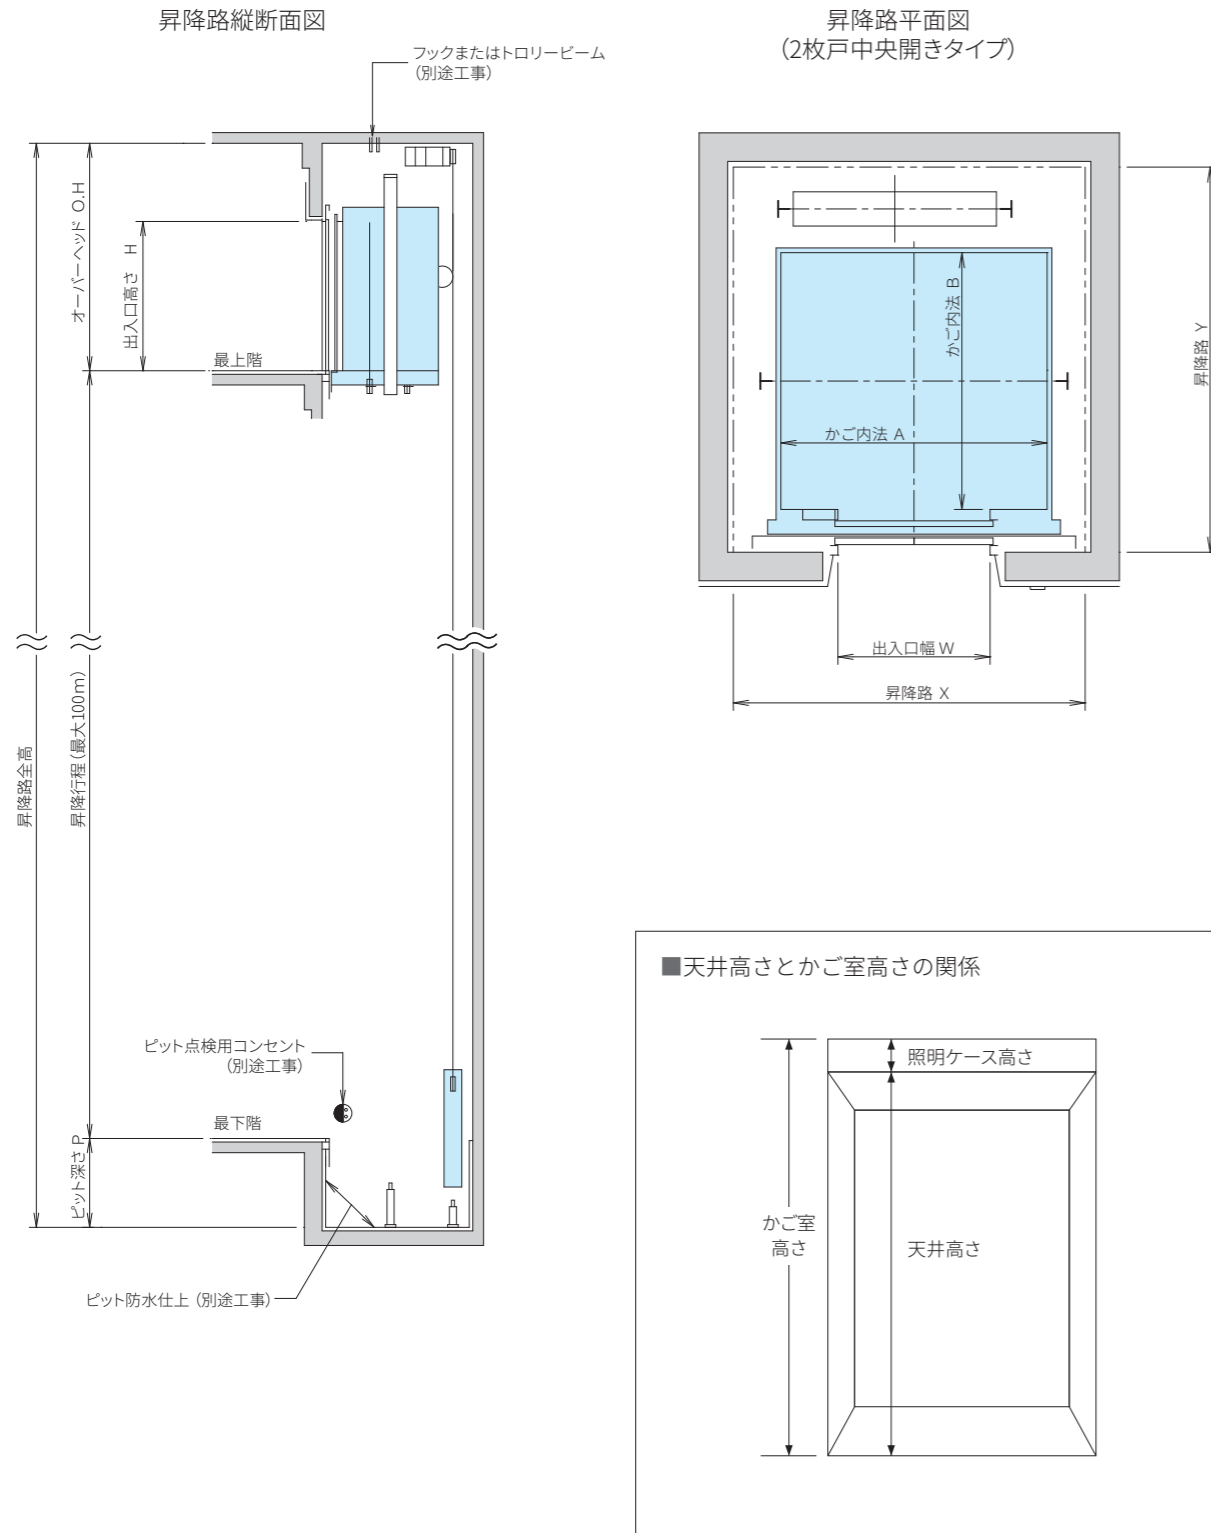 昇降路縦断面図
フックまたはトロリービーム
(別途工事)
オーバーヘッド O.H
出入口高さ H
最上階
昇降路全高
昇降行程(最大100m)
ピット点検用コンセント
(別途工事)
最下階
ピット深さ P
ピット防水仕上 (別途工事)
昇降路平面図
(2枚戸中央開きタイプ)
かご内法 B
かご内法 A
昇降路 Y
出入口幅 W
昇降路 X
■天井高さとかご室高さの関係
照明ケース高さ
かご室
高さ
天井高さ